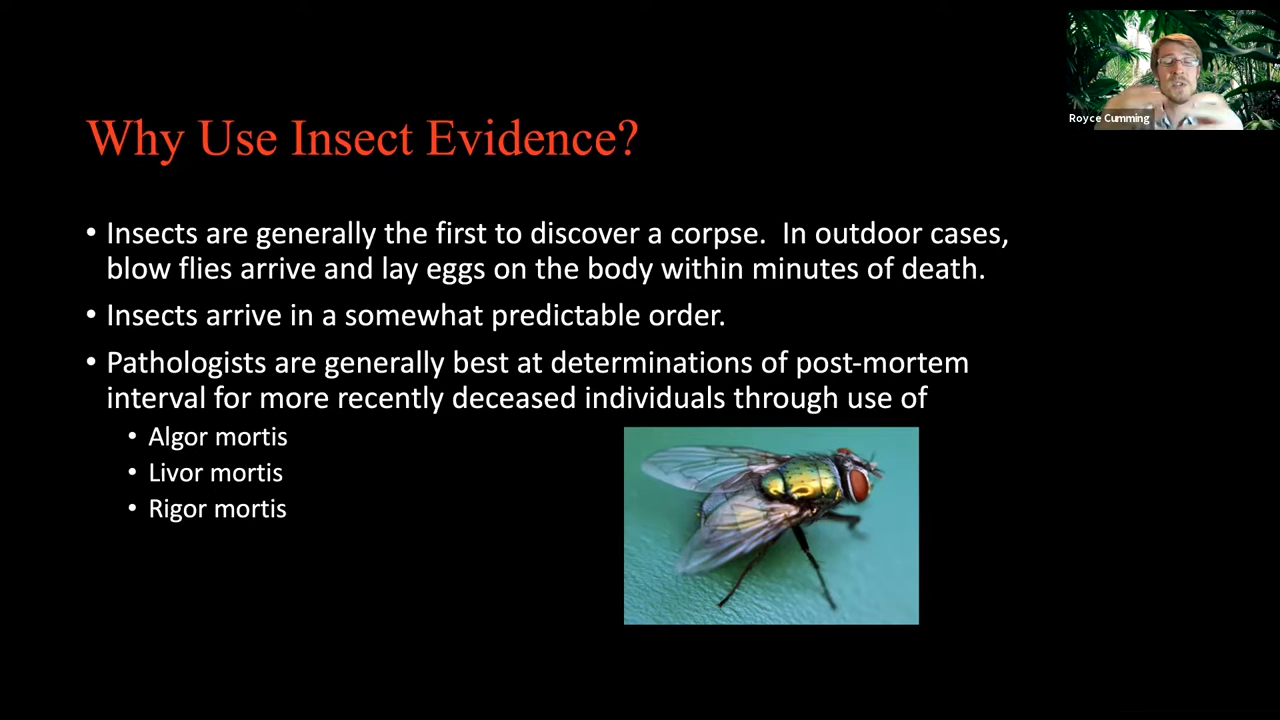 Royce Cumming
Why Use Insect Evidence?
• Insects are generally the first to discover a corpse.  In outdoor cases,
blow flies arrive and lay eggs on the body within minutes of death.
• Insects arrive in a somewhat predictable order.
• Pathologists are generally best at determinations of post-mortem
interval for more recently deceased individuals through use of
• Algor mortis
• Livor mortis
• Rigor mortis